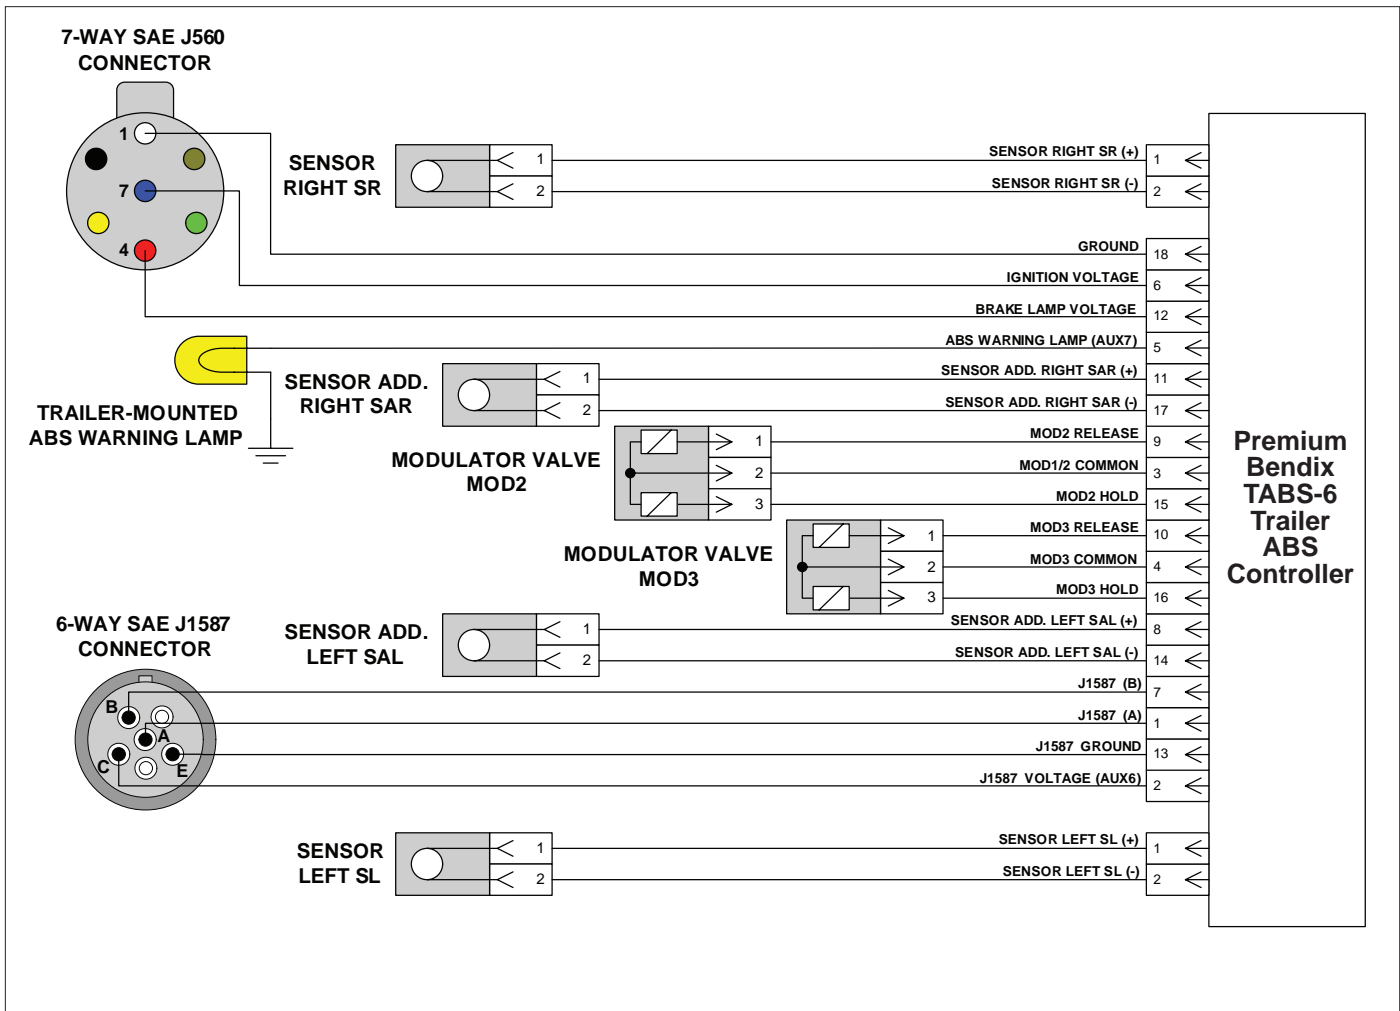 7-WAY SAE J560
CONNECTOR
1
7
4
SENSOR
RIGHT SR
1
2
SENSOR RIGHT SR (+)
1
SENSOR RIGHT SR (-)
2
GROUND
18
IGNITION VOLTAGE
6
BRAKE LAMP VOLTAGE
12
ABS WARNING LAMP (AUX7)
5
TRAILER-MOUNTED
ABS WARNING LAMP
SENSOR ADD.
RIGHT SAR
1
2
SENSOR ADD. RIGHT SAR (+)
11
SENSOR ADD. RIGHT SAR (-)
17
MODULATOR VALVE
MOD2
1
2
3
MOD2 RELEASE
9
MOD1/2 COMMON
3
MOD2 HOLD
15
MODULATOR VALVE
MOD3
1
2
3
MOD3 RELEASE
10
MOD3 COMMON
4
MOD3 HOLD
16
Premium
Bendix
TABS-6
Trailer
ABS
Controller
SENSOR ADD.
LEFT SAL
1
2
SENSOR ADD. LEFT SAL (+)
8
SENSOR ADD. LEFT SAL (-)
14
6-WAY SAE J1587
CONNECTOR
B
A
C
E
J1587 (B)
7
J1587 (A)
1
J1587 GROUND
13
J1587 VOLTAGE (AUX6)
2
SENSOR
LEFT SL
1
2
SENSOR LEFT SL (+)
1
SENSOR LEFT SL (-)
2